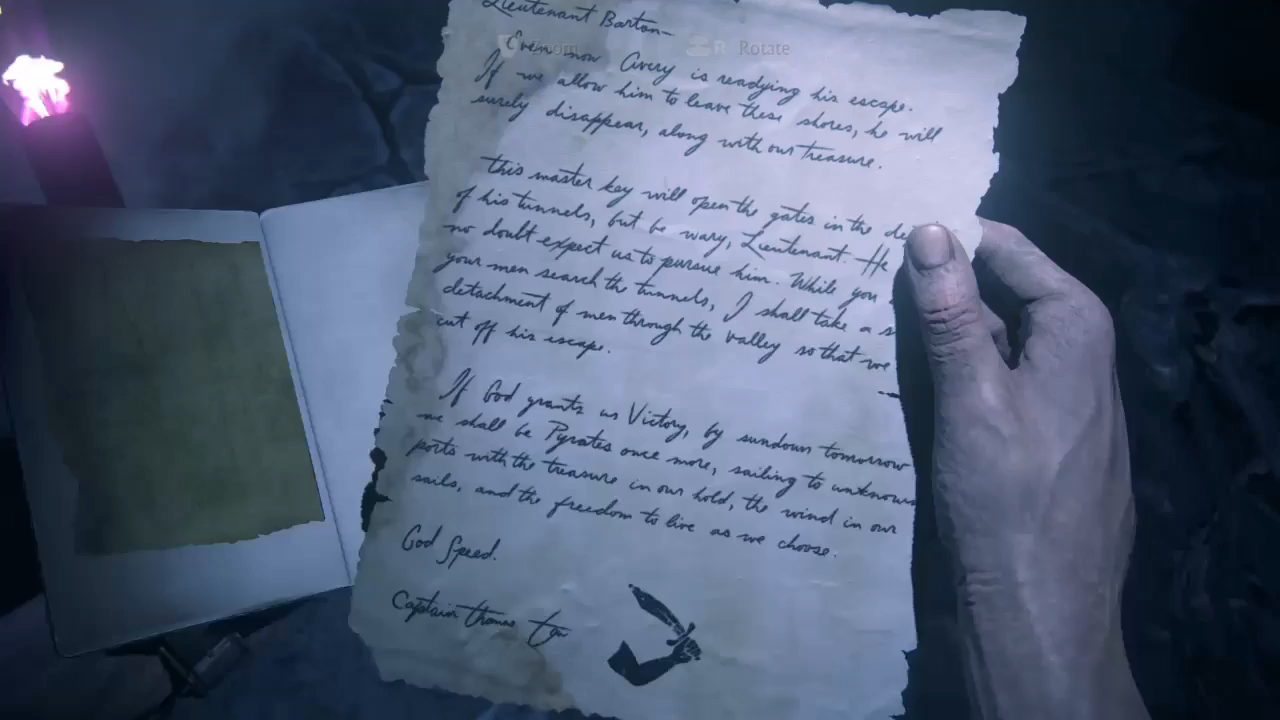 Lieutenant Barton—
Zoom R Rotate
Even now Avery is readying his escape.
If we allow him to leave these shores, he will
surely disappear, along with our treasure.
this master key will open the gates in the
of his tunnels, but be wary, Lieutenant. He
no doubt expect us to pursue him. While you
your men search the tunnels, I shall take a
detachment of men through the valley so that we
cut off his escape.
If God grants us Victory, by sundown tomorrow
we shall be Pyrates once more, sailing to unknown
ports with the treasure in our hold, the wind in our
sails, and the freedom to live as we choose.
God Speed.
Captain Thomas Tew